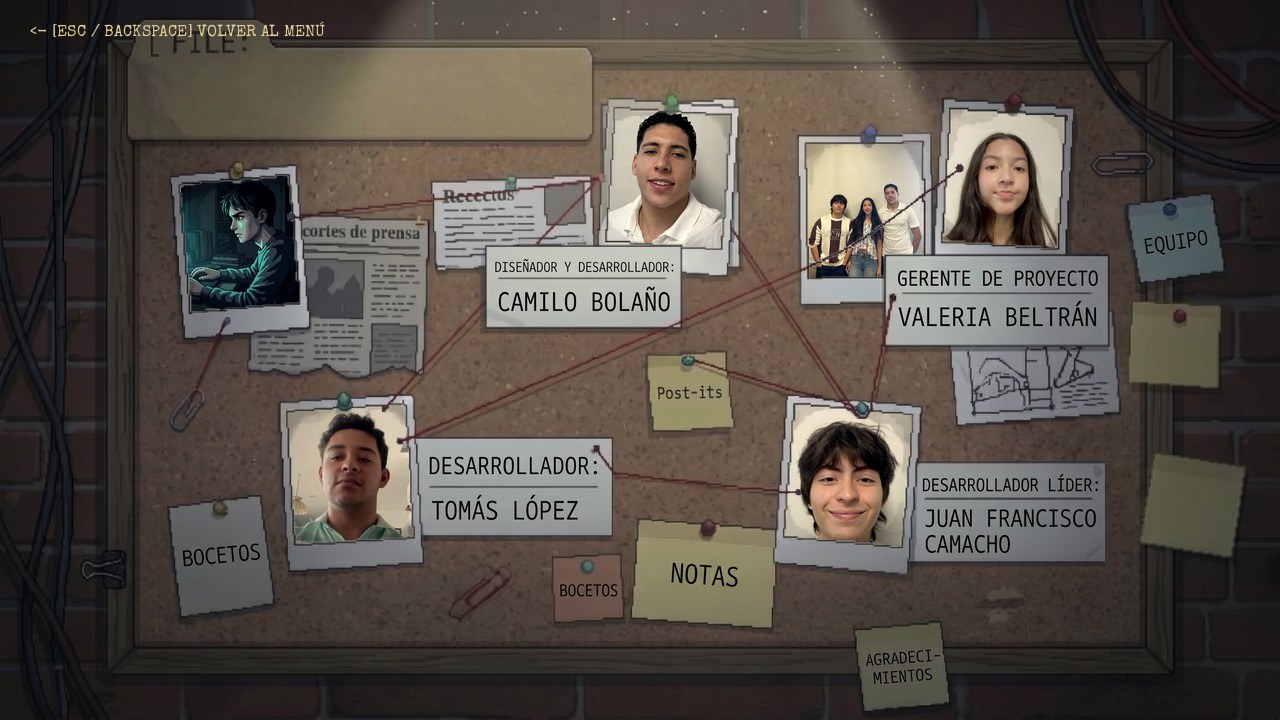 <- [ESC / BACKSPACE] VOLVER AL MENÚ
[ FILE:
Recectus
cortes de prensa
DISEÑADOR Y DESARROLLADOR:
CAMILO BOLAÑO
GERENTE DE PROYECTO
VALERIA BELTRÁN
EQUIPO
Post-its
DESARROLLADOR:
TOMÁS LÓPEZ
DESARROLLADOR LÍDER:
JUAN FRANCISCO
CAMACHO
BOCETOS
BOCETOS
NOTAS
AGRADECI-
MIENTOS